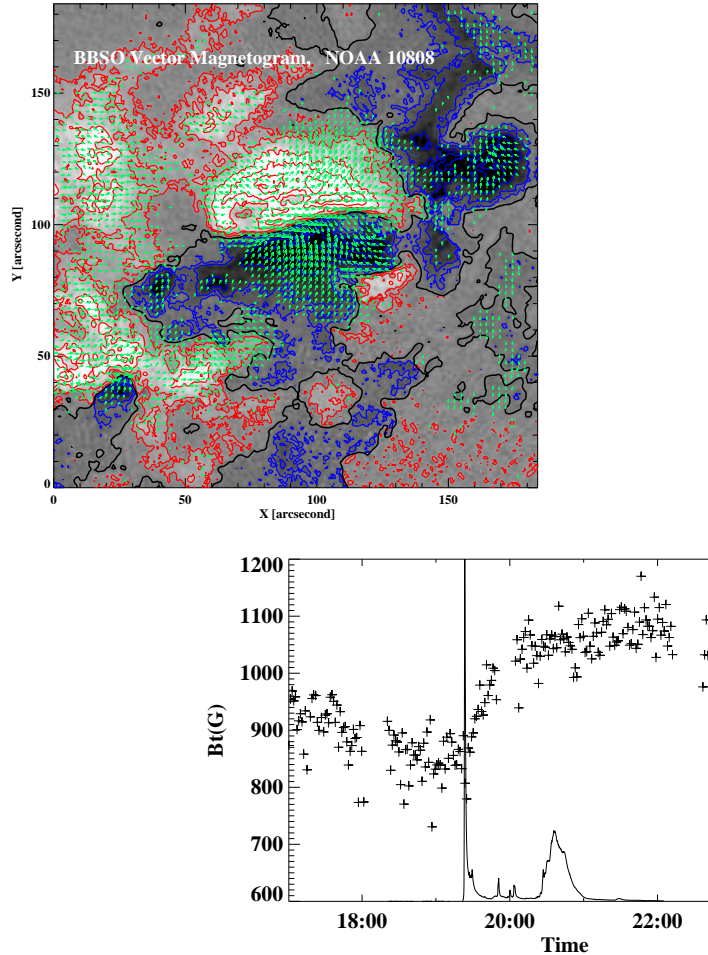 BBSO Vector Magnetogram, NOAA 10808
150
100
50
0
Y [arcsecond]
0 50 100 150
X [arcsecond]
1200
1100
1000
900
800
700
600
Bt(G)
18:00 20:00 22:00
Time